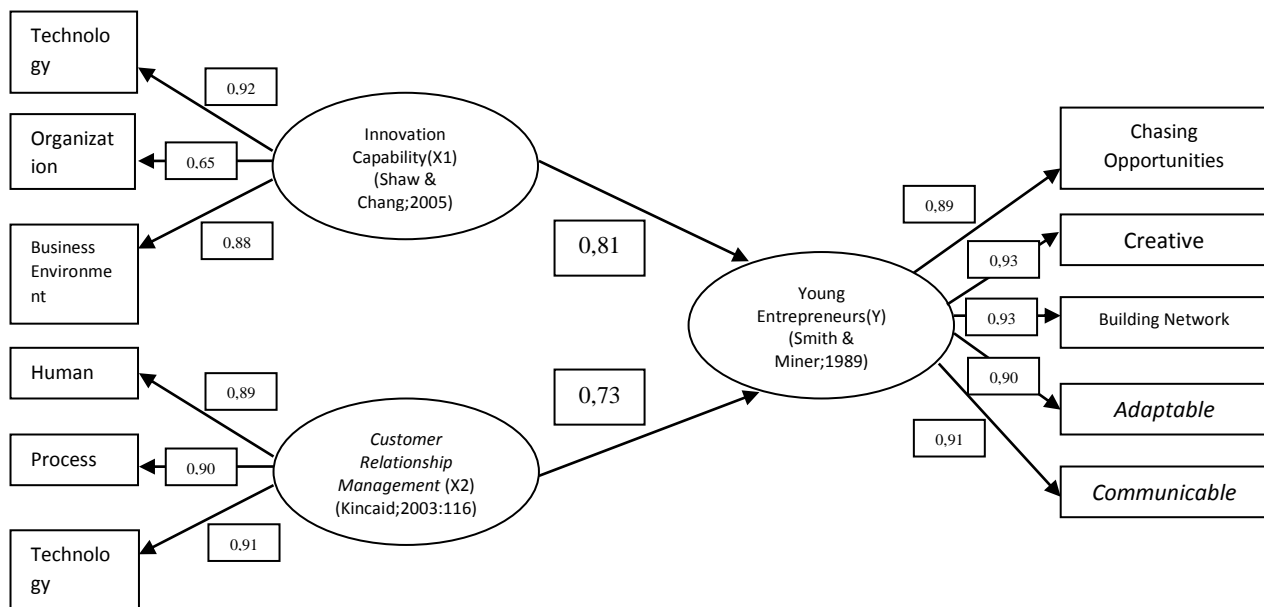 Technolo
gy
0,92
Organizat
ion
0,65
Business
Environme
nt
0,88
Innovation
Capability(X1)
(Shaw &
Chang;2005)
0,81
Human
0,89
Process
0,90
Technolo
gy
0,91
Customer
Relationship
Management (X2)
(Kincaid;2003:116)
0,73
Young
Entrepreneurs(Y)
(Smith &
Miner;1989)
0,89
Chasing
Opportunities
0,93
Creative
0,93
Building Network
0,90
Adaptable
0,91
Communicable